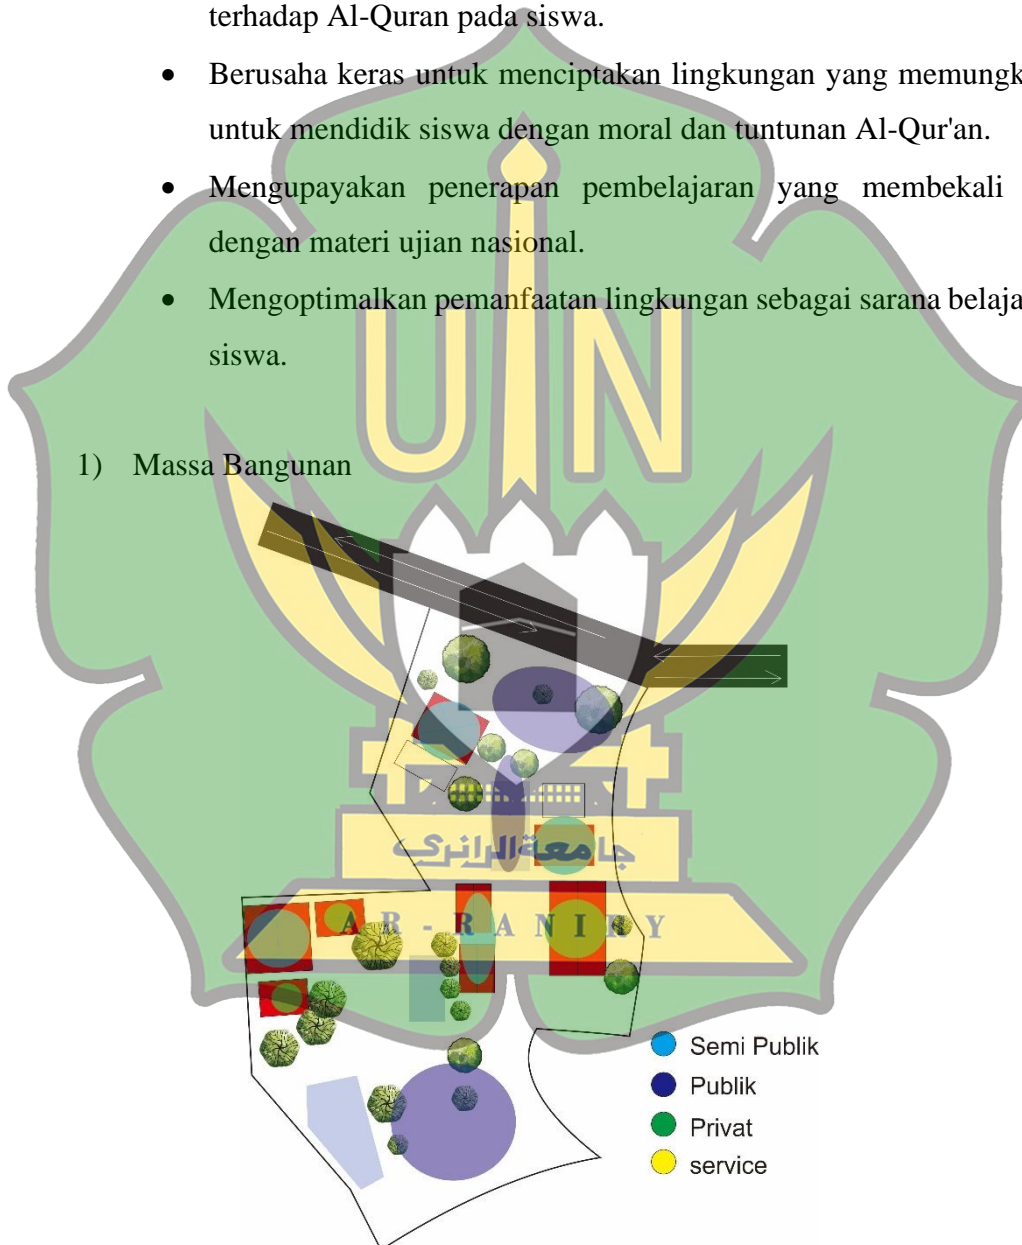 terhadap Al-Quran pada siswa.
• Berusaha keras untuk menciptakan lingkungan yang memungk
untuk mendidik siswa dengan moral dan tuntunan Al-Qur'an.
• Mengupayakan penerapan pembelajaran yang membekali
dengan materi ujian nasional.
• Mengoptimalkan pemanfaatan lingkungan sebagai sarana belaja
siswa.
UIN
1) Massa Bangunan
جامعة الرانري
AR-RANIRY
Semi Publik
Publik
Privat
service